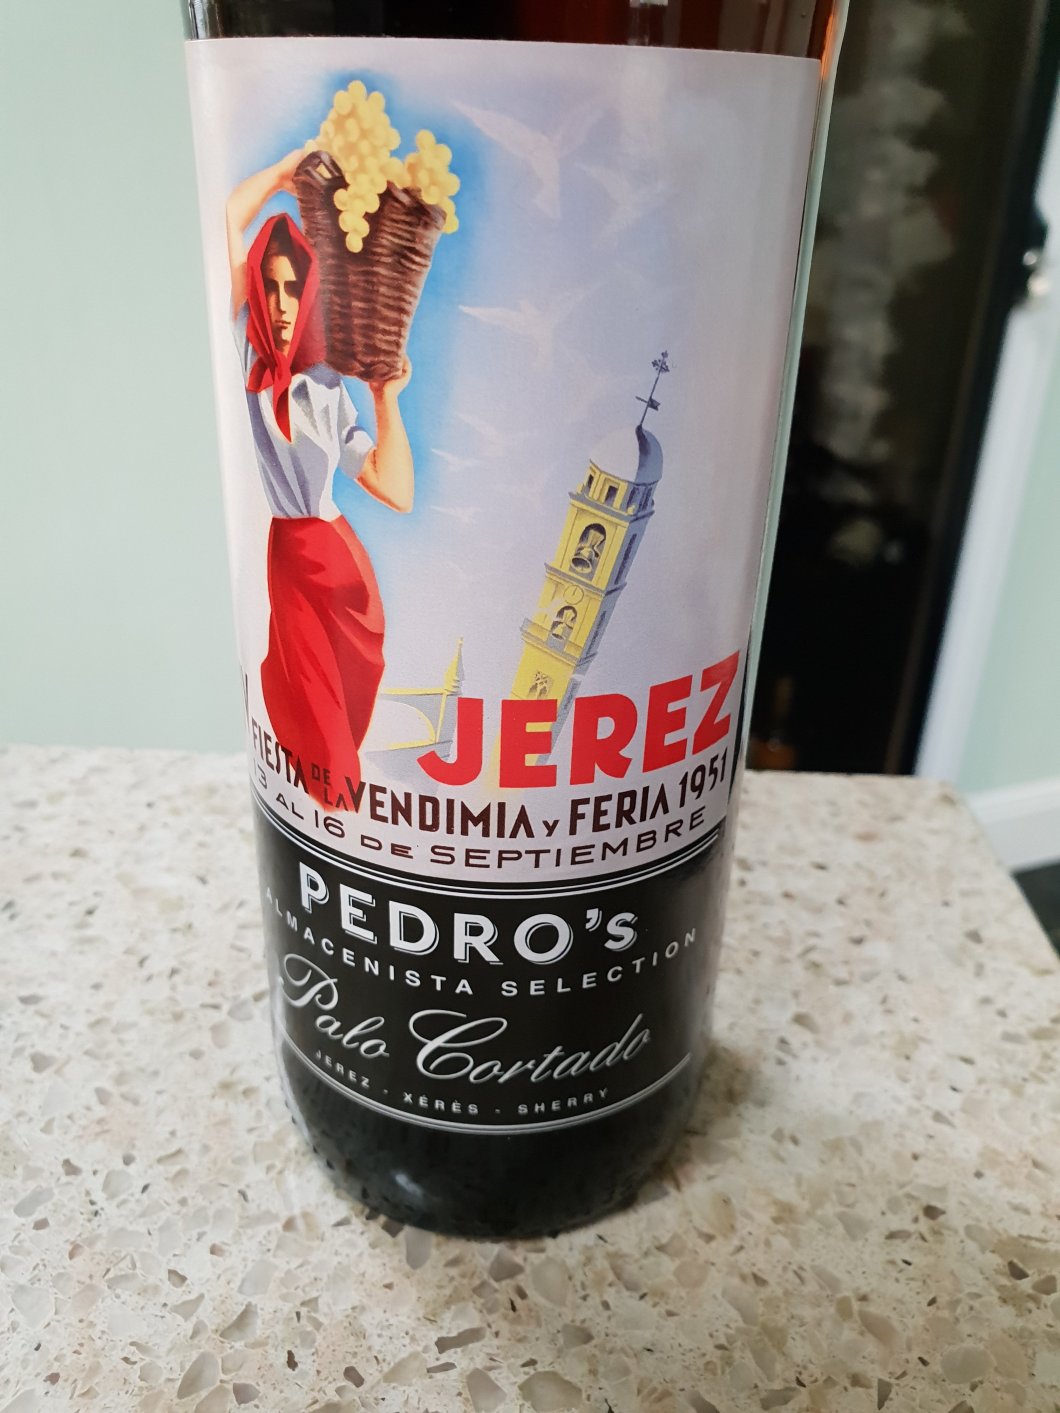 JEREZ
FIESTA DE LA VENDIMIA y FERIA 1951
13 AL 16 DE SEPTIEMBRE
PEDRO's
ALMACENISTA SELECTION
Palo Cortado
JEREZ - XÉRÈS - SHERRY